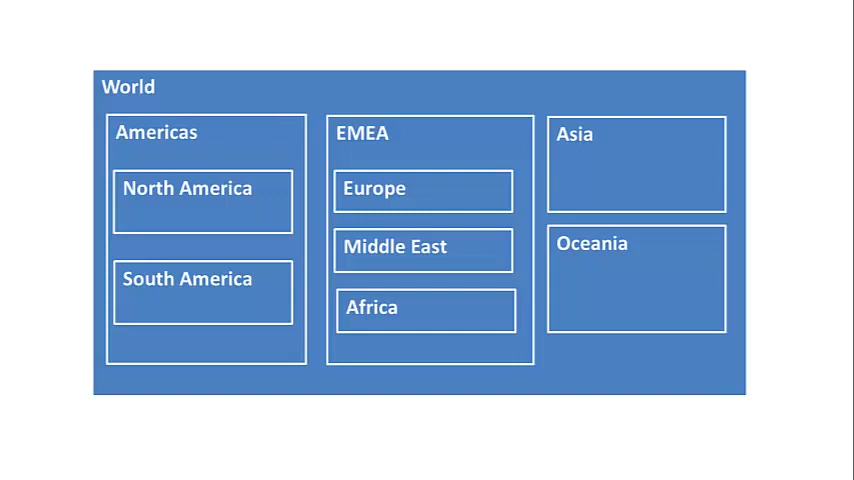 World
Americas
North America
South America
EMEA
Europe
Middle East
Africa
Asia
Oceania